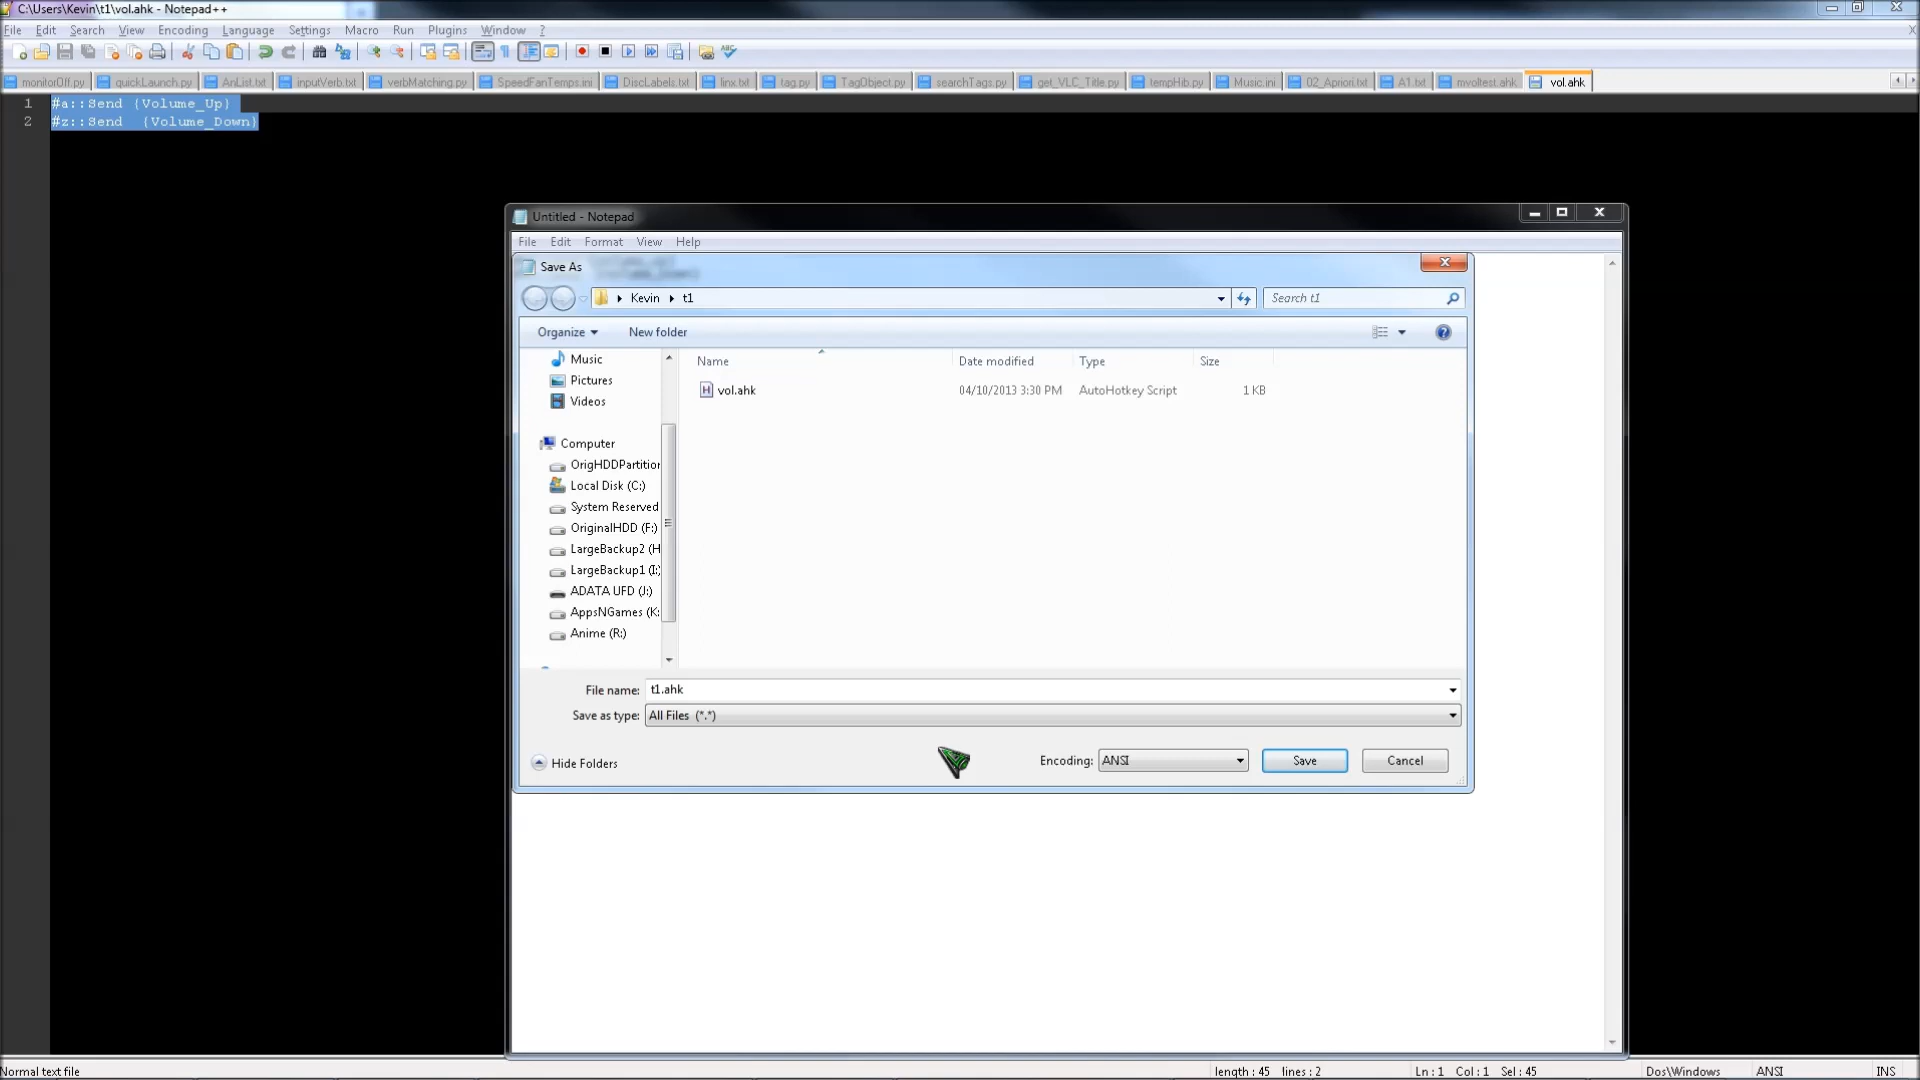 C:\Users\Kevin\t1\vol.ahk - Notepad++
File Edit Search View Encoding Language Settings Macro Run Plugins Window ?
monitorOff.py quickLaunch.py AnList.txt inputVerb.txt verbMatching.py SpeedFanTemps.ini DiscLabels.txt linx.txt tag.py TagObject.py searchTags.py get_VLC_Title.py tempHib.py Music.ini 02_Apriori.txt A1.txt mvoltest.ahk vol.ahk
1 #a::Send {Volume_Up}
2 #z::Send {Volume_Down}
Untitled - Notepad
File Edit Format View Help
Save As
Kevin t1
Search t1
Organize New folder
Name Date modified Type Size
vol.ahk 04/10/2013 3:30 PM AutoHotkey Script 1 KB
Music
Pictures
Videos
Computer
OrigHDDPartition
Local Disk (C:)
System Reserved
OriginalHDD (F:)
LargeBackup2 (H
LargeBackup1 (I:)
ADATA UFD (J:)
AppsNGames (K:
Anime (R:)
File name: t1.ahk
Save as type: All Files (*.*)
Hide Folders
Encoding: ANSI
Save
Cancel
Normal text file length : 45 lines : 2 Ln : 1 Col : 1 Sel : 45 Dos\Windows ANSI INS